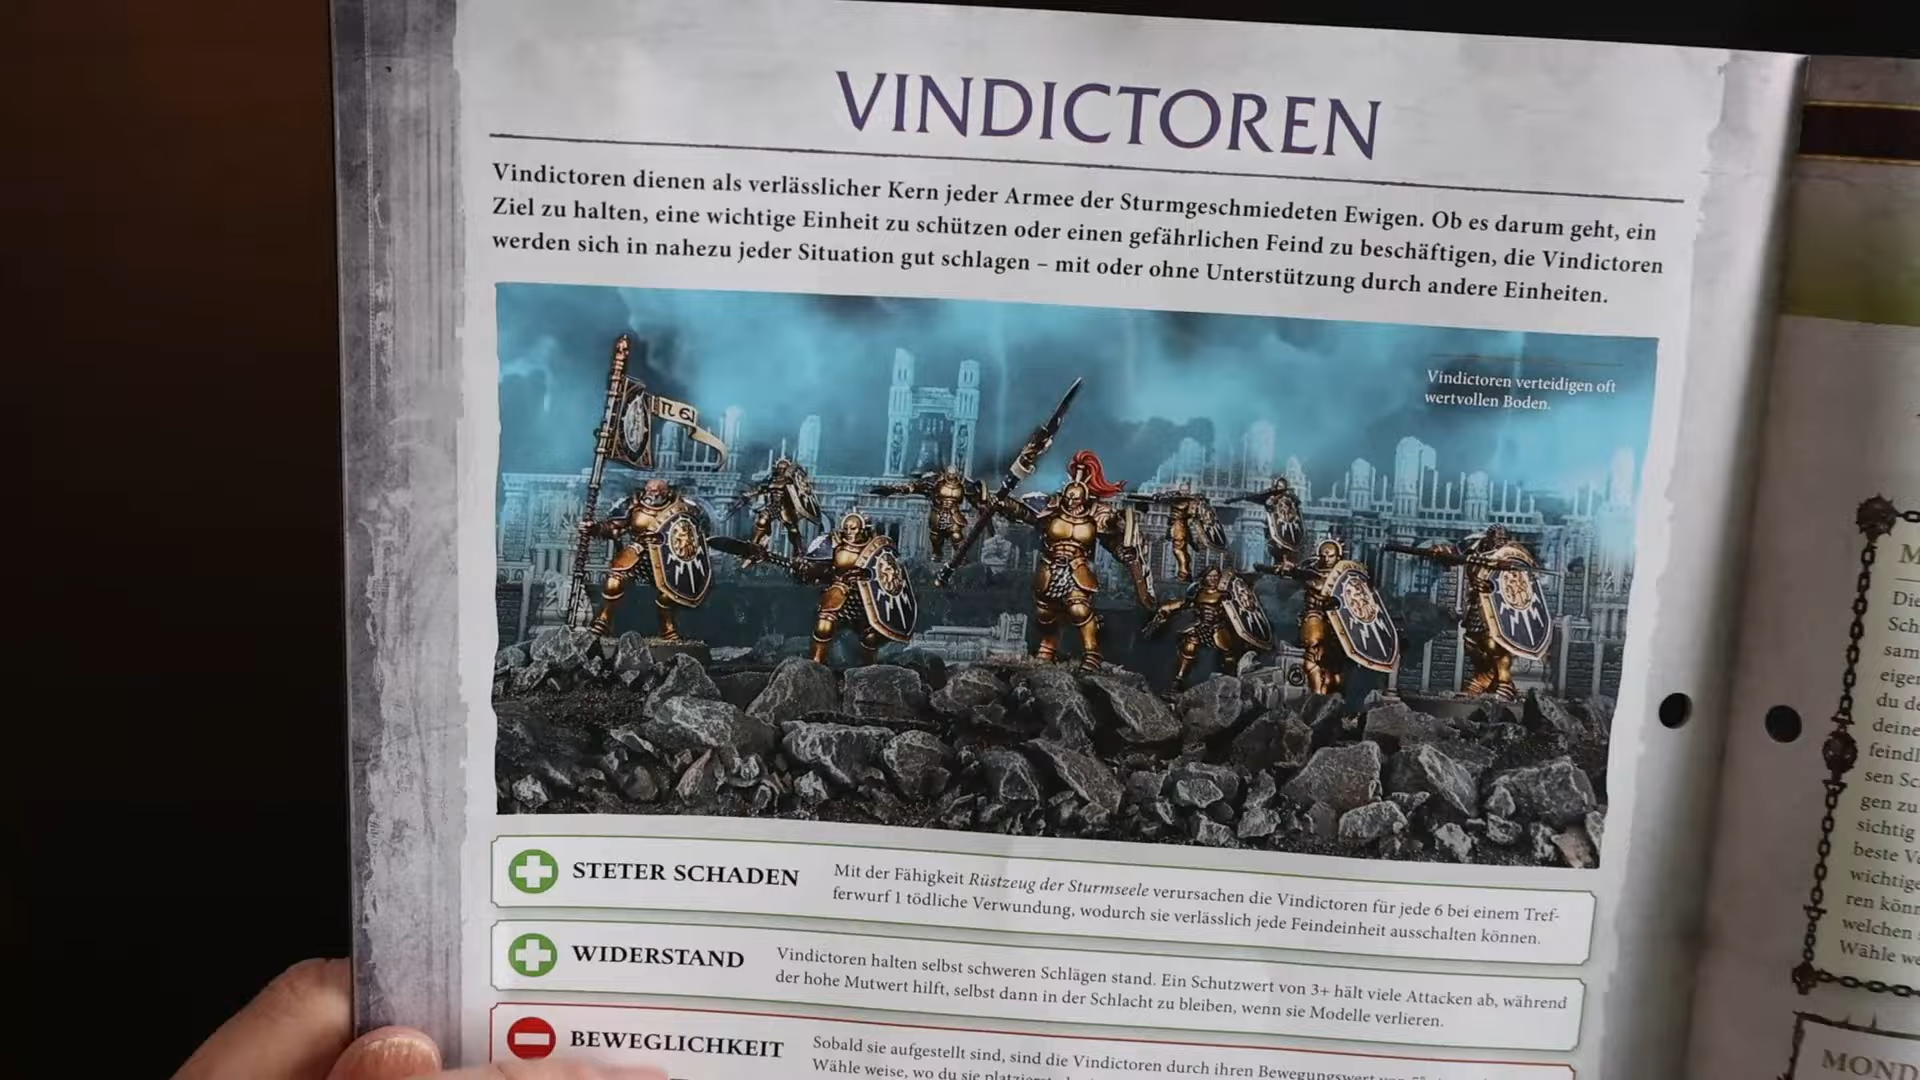 VINDICTOREN
Vindictoren dienen als verlässlicher Kern jeder Armee der Sturmgeschmiedeten Ewigen. Ob es darum geht, ein
Ziel zu halten, eine wichtige Einheit zu schützen oder einen gefährlichen Feind zu beschäftigen, die Vindictoren
werden sich in nahezu jeder Situation gut schlagen – mit oder ohne Unterstützung durch andere Einheiten.
Vindictoren verteidigen oft
wertvollen Boden.
STETER SCHADEN
Mit der Fähigkeit Rüstzeug der Sturmseele verursachen die Vindictoren für jede 6 bei einem Tref-
ferwurf 1 tödliche Verwundung, wodurch sie verlässlich jede Feindeinheit ausschalten können.
WIDERSTAND
Vindictoren halten selbst schweren Schlägen stand. Ein Schutzwert von 3+ hält viele Attacken ab, während
der hohe Mutwert hilft, selbst dann in der Schlacht zu bleiben, wenn sie Modelle verlieren.
BEWEGLICHKEIT
Sobald sie aufgestellt sind, sind die Vindictoren durch ihren
Wähle weise, wo du sie
M
Die
Sch
sam
eigen
du de
deine
feindl
sen Sc
gen zu
sichtig
beste Ve
wichtige
ren könn
welchen
Wähle we
MOND